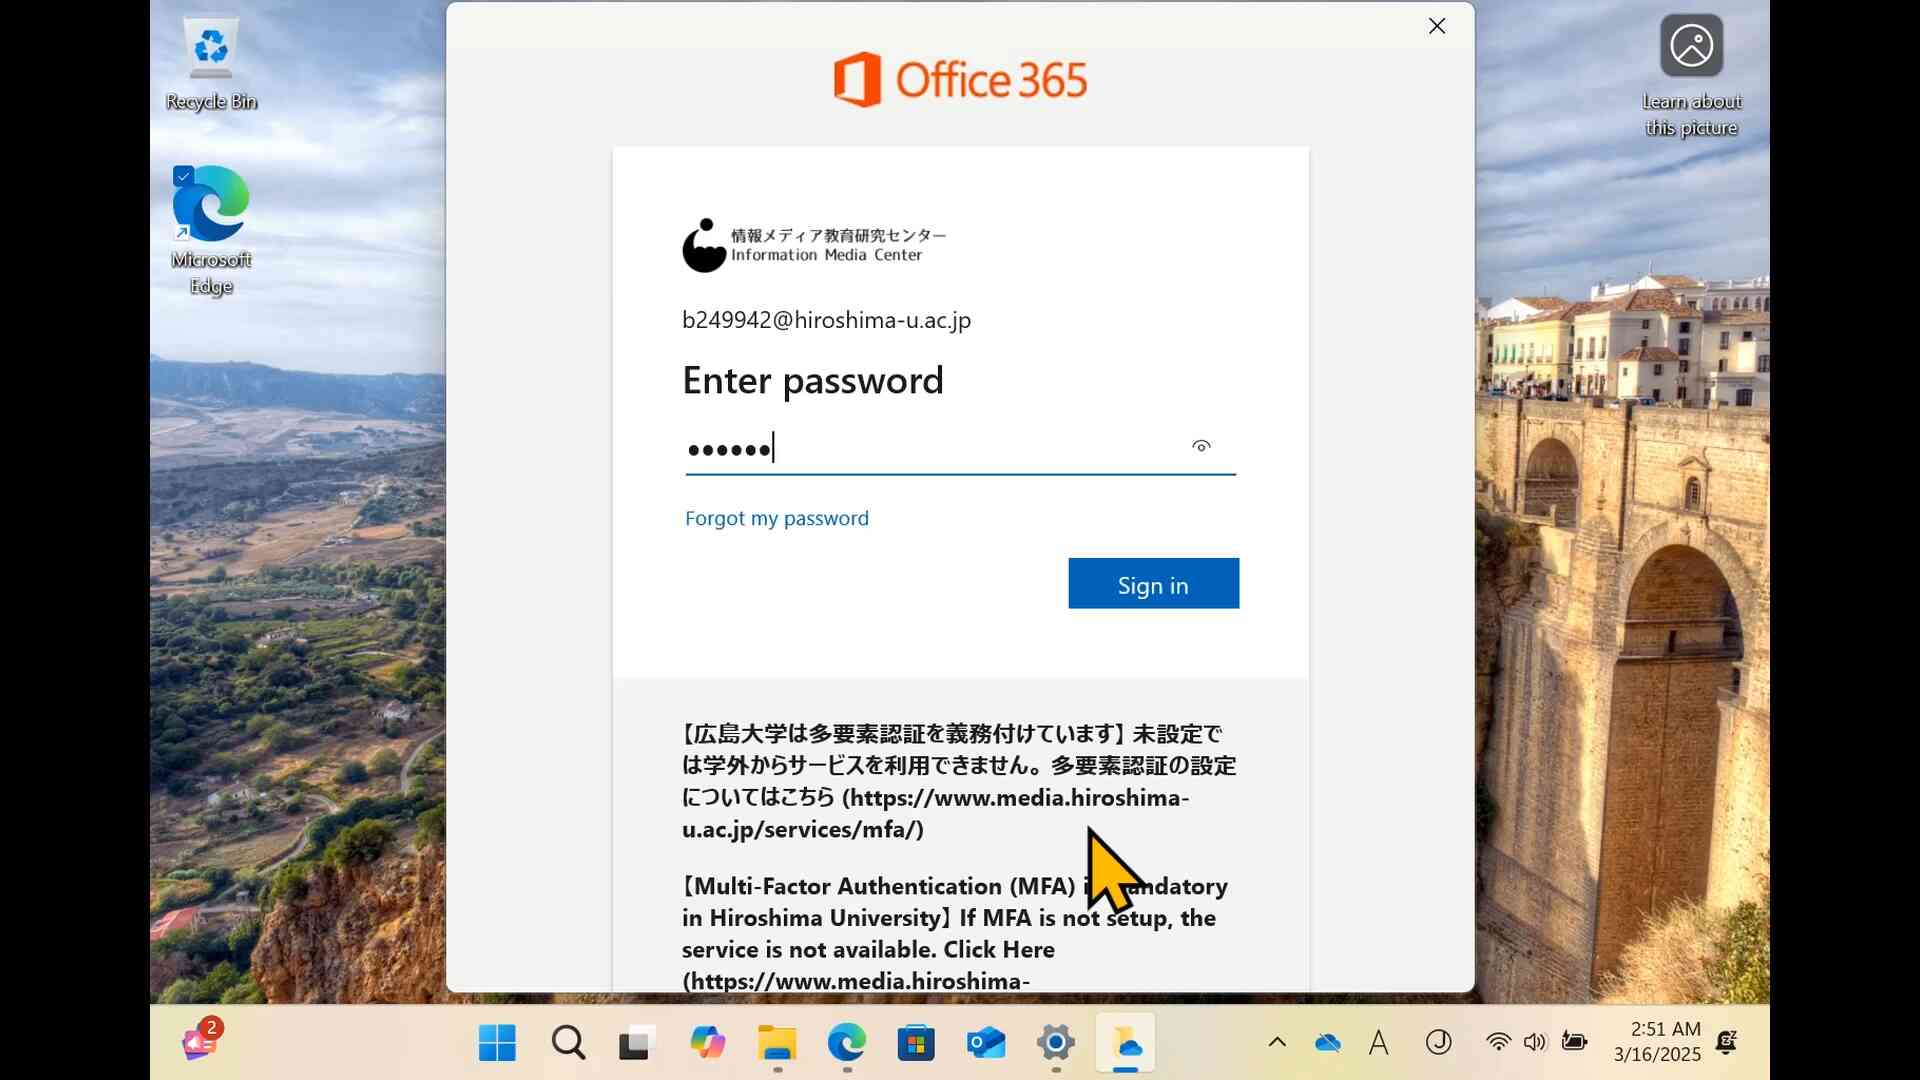 Recycle Bin
Microsoft
Edge
Learn about
this picture
Office 365
情報メディア教育研究センター
Information Media Center
b249942@hiroshima-u.ac.jp
Enter password
Forgot my password
Sign in
【広島大学は多要素認証を義務付けています】 未設定で
は学外からサービスを利用できません。多要素認証の設定
についてはこちら (https://www.media.hiroshima-
u.ac.jp/services/mfa/)
【Multi-Factor Authentication (MFA) is mandatory
in Hiroshima University】 If MFA is not setup, the
service is not available. Click Here
(https://www.media.hiroshima-
2
A
J
2:51 AM
3/16/2025